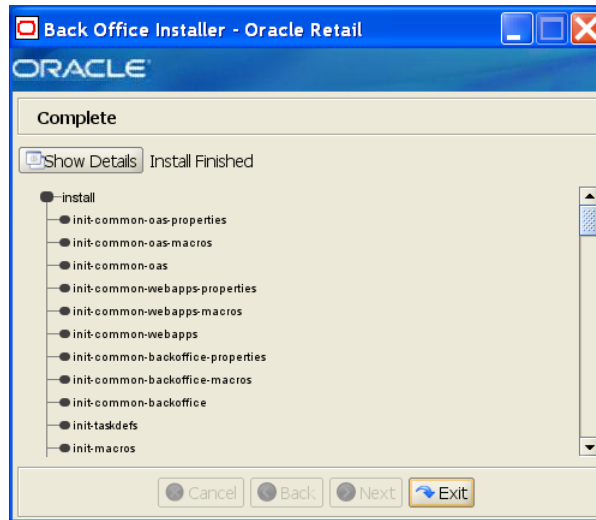 Back Office Installer - Oracle Retail
ORACLE
Complete
Show Details Install Finished
install
init-common-oas-properties
init-common-oas-macros
init-common-oas
init-common-webapps-properties
init-common-webapps-macros
init-common-webapps
init-common-backoffice-properties
init-common-backoffice-macros
init-common-backoffice
init-taskdefs
init-macros
Cancel Back Next Exit